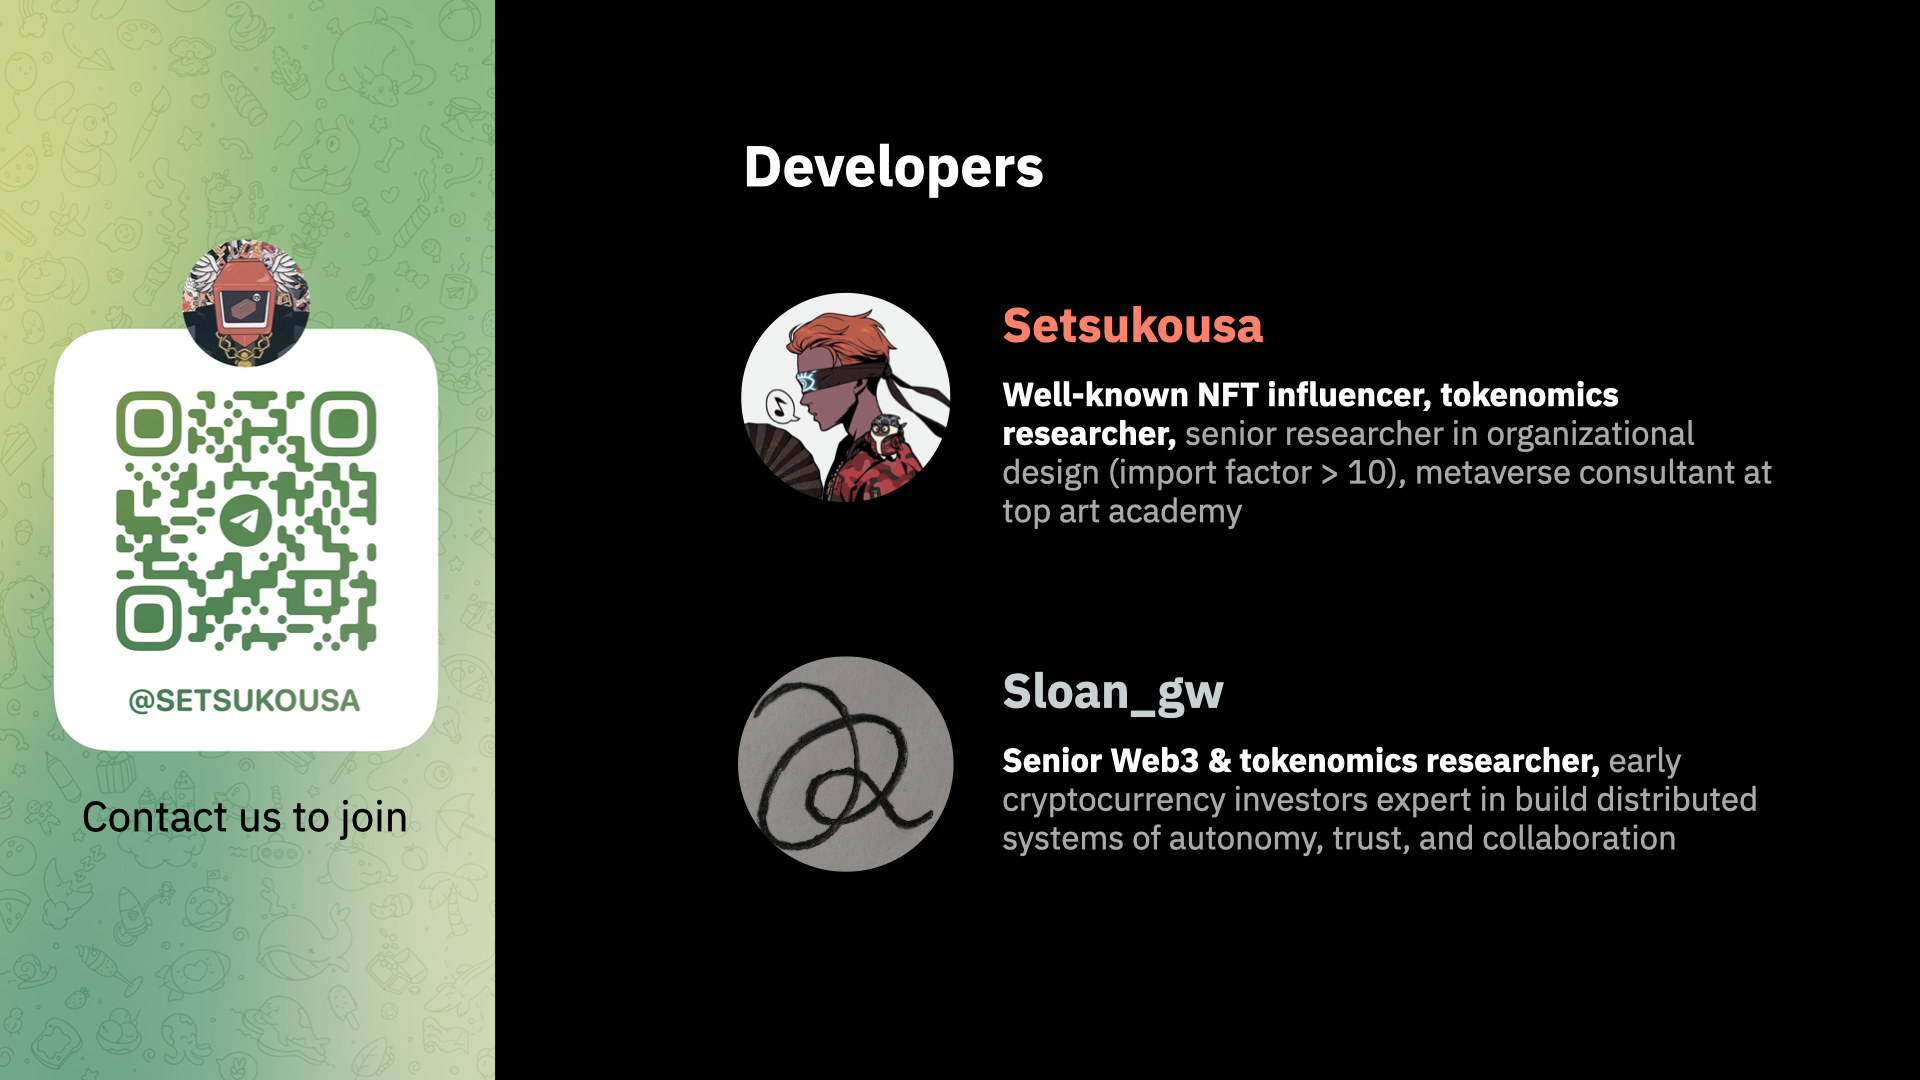 @SETSUKOUSA
Contact us to join
Developers
Setsukousa
Well-known NFT influencer, tokenomics
researcher, senior researcher in organizational
design (import factor > 10), metaverse consultant at
top art academy
Sloan_gw
Senior Web3 & tokenomics researcher, early
cryptocurrency investors expert in build distributed
systems of autonomy, trust, and collaboration